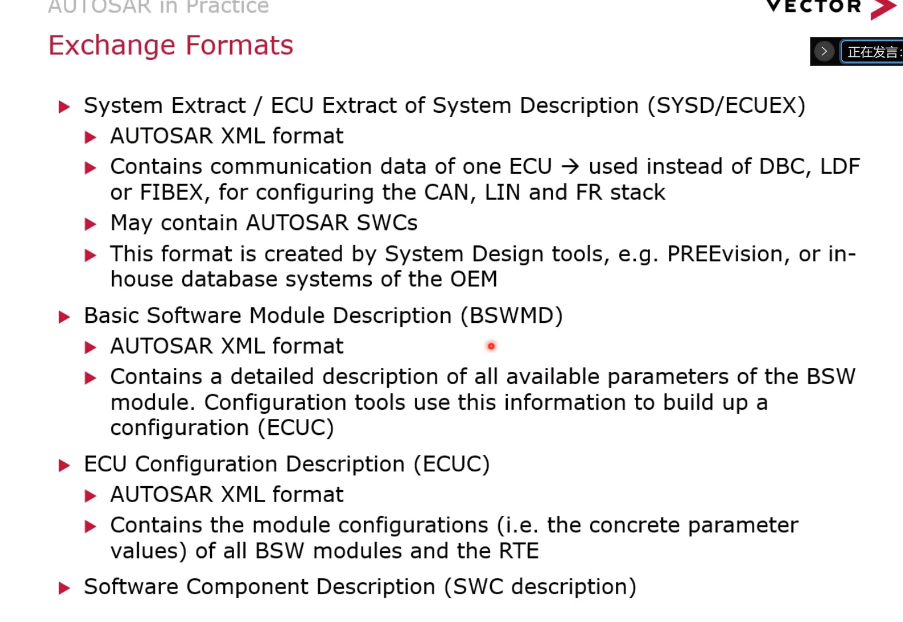 AUTOSAR in Practice
VECTOR
Exchange Formats
正在发言:
System Extract / ECU Extract of System Description (SYSD/ECUEX)
AUTOSAR XML format
Contains communication data of one ECU → used instead of DBC, LDF
or FIBEX, for configuring the CAN, LIN and FR stack
May contain AUTOSAR SWCs
This format is created by System Design tools, e.g. PREEvision, or in-
house database systems of the OEM
Basic Software Module Description (BSWMD)
AUTOSAR XML format
Contains a detailed description of all available parameters of the BSW
module. Configuration tools use this information to build up a
configuration (ECUC)
ECU Configuration Description (ECUC)
AUTOSAR XML format
Contains the module configurations (i.e. the concrete parameter
values) of all BSW modules and the RTE
Software Component Description (SWC description)